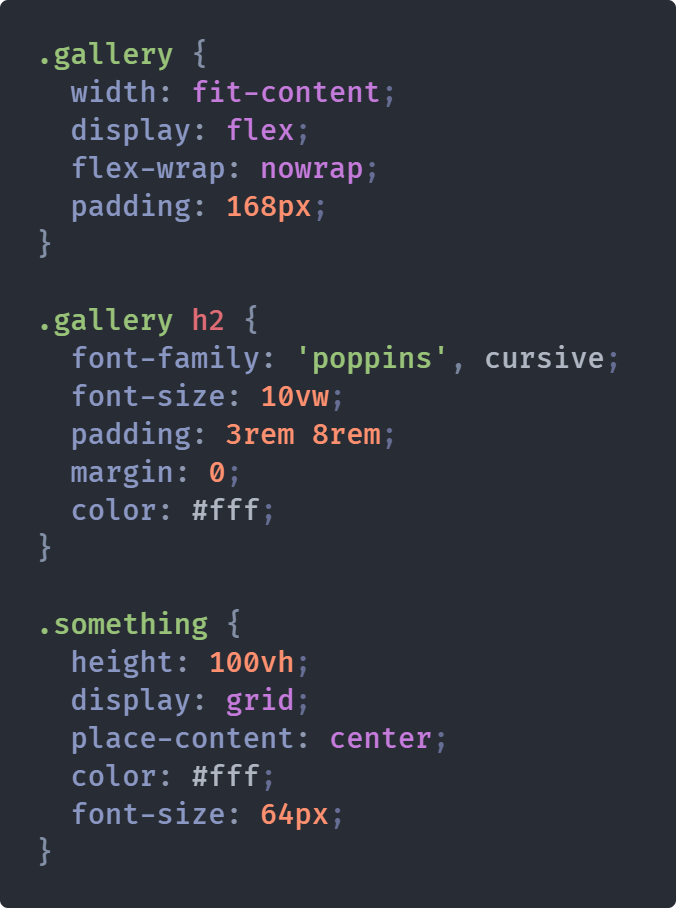 .gallery {
  width: fit-content;
  display: flex;
  flex-wrap: nowrap;
  padding: 168px;
}

.gallery h2 {
  font-family: 'poppins', cursive;
  font-size: 10vw;
  padding: 3rem 8rem;
  margin: 0;
  color: #fff;
}

.something {
  height: 100vh;
  display: grid;
  place-content: center;
  color: #fff;
  font-size: 64px;
}